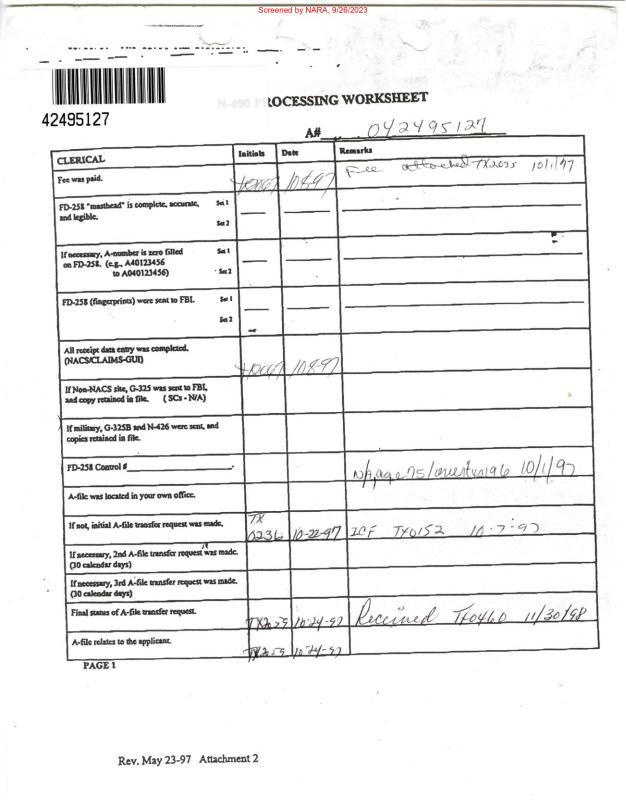 Screened by NARA, 9/26/2023
42495127
N-400 PROCESSING WORKSHEET
A# 042495127
CLERICAL Initials Date Remarks
Fee was paid. 10-8-97 Fee attached TX2035 10/1/97
FD-258 "masthead" is complete, accurate, Set 1
and legible.
Set 2
If necessary, A-number is zero filled Set 1
on FD-258. (e.g., A40123456
to A040123456) Set 2
FD-258 (fingerprints) were sent to FBI. Set 1
Set 2
All receipt data entry was completed.
(NACS/CLAIMS-GUI) 10-8-97
If Non-NACS site, G-325 was sent to FBI,
and copy retained in file. ( SCs - N/A)
If military, G-325B and N-426 were sent, and
copies retained in file.
FD-258 Control # N/A, age 75/over 10/1/97
A-file was located in your own office.
If not, initial A-file transfer request was made. TX 0236 10-22-97 ICF TX0152 10-7-97
If necessary, 2nd A-file transfer request was made.
(30 calendar days)
If necessary, 3rd A-file transfer request was made.
(30 calendar days)
Final status of A-file transfer request. TX2059 10-24-97 Received TX0460 11/30/98
A-file relates to the applicant. TX2059 10-24-97
PAGE 1
Rev. May 23-97 Attachment 2